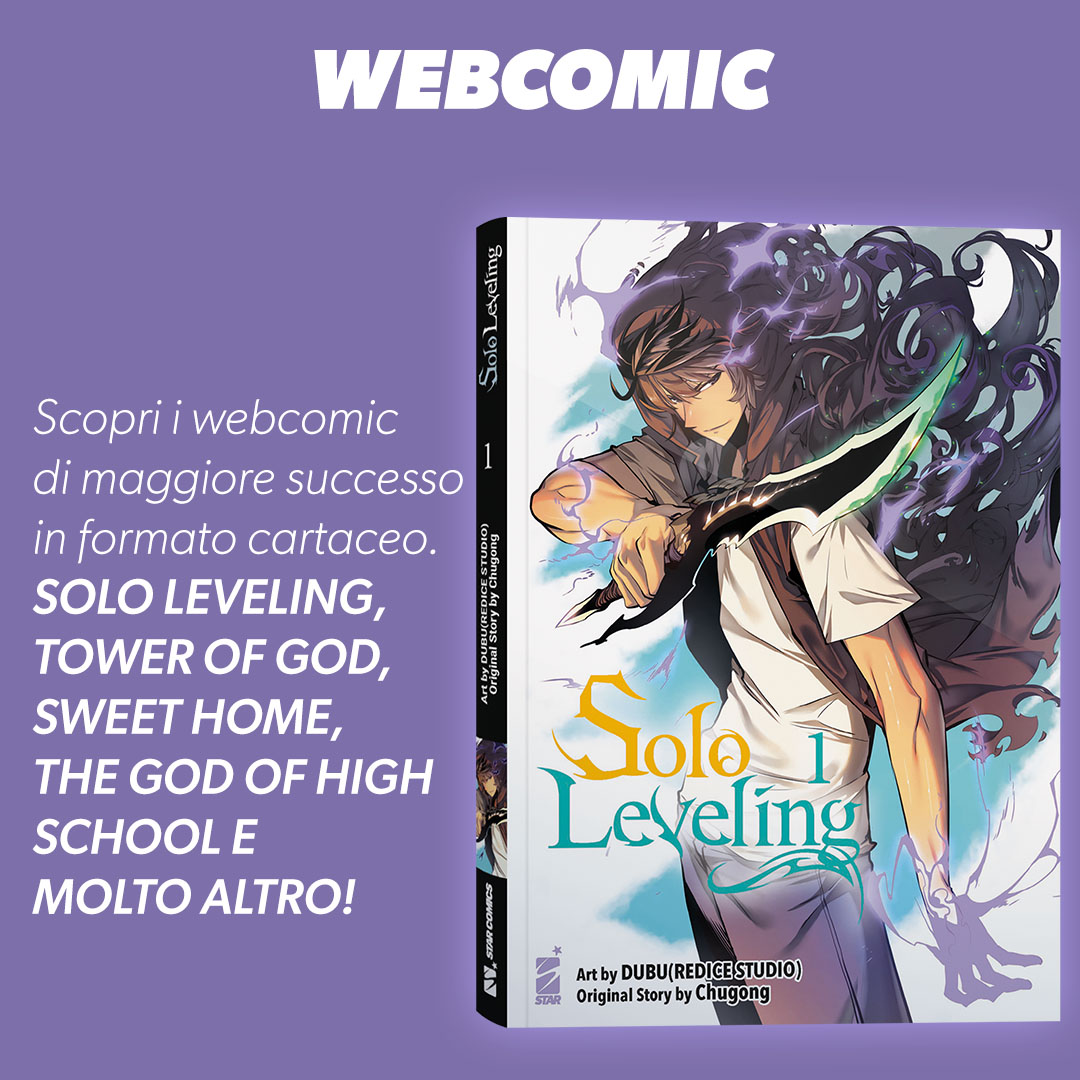 WEBCOMIC
Scopri i webcomic
di maggiore successo
in formato cartaceo.
SOLO LEVELING,
TOWER OF GOD,
SWEET HOME,
THE GOD OF HIGH
SCHOOL E
MOLTO ALTRO!
Solo Leveling
1
Art by DUBU(REDICE STUDIO)
Original Story by Chugong
STAR COMICS
Solo 1
Leveling
STAR
Art by DUBU(REDICE STUDIO)
Original Story by Chugong